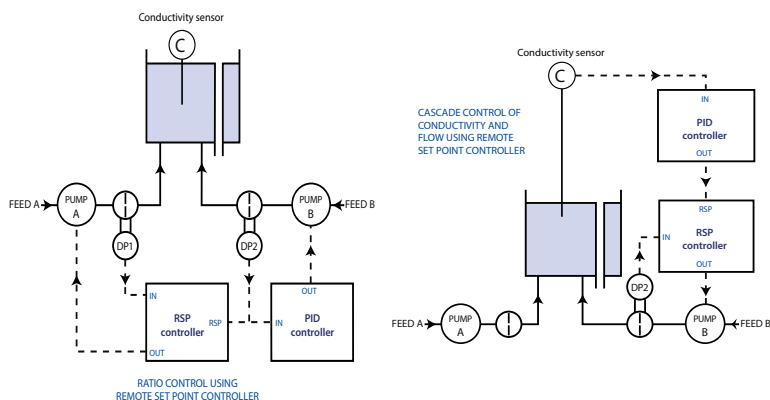 Conductivity sensor
C
FEED A
PUMP
A
DP1
DP2
PUMP
B
FEED B
IN
RSP
controller
RSP
OUT
OUT
IN
PID
controller
RATIO CONTROL USING
REMOTE SET POINT CONTROLLER
Conductivity sensor
C
CASCADE CONTROL OF
CONDUCTIVITY AND
FLOW USING REMOTE
SET POINT CONTROLLER
IN
PID
controller
OUT
RSP
IN
RSP
controller
OUT
DP2
FEED A
PUMP
A
PUMP
B
FEED B